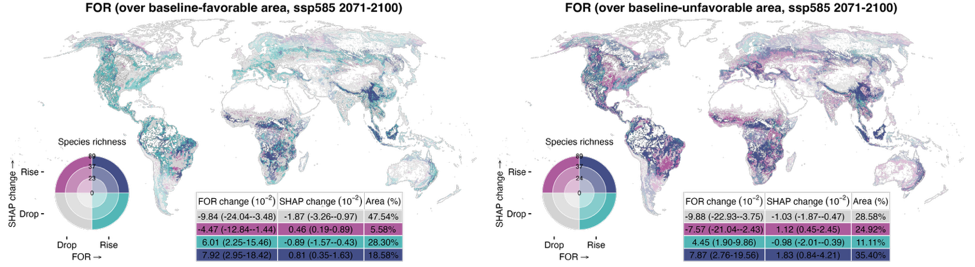 FOR (over baseline-favorable area, ssp585 2071-2100)
Species richness
89
37
23
0
SHAP change →
Rise
Drop
Drop
Rise
FOR →
FOR change (10⁻²) SHAP change (10⁻²) Area (%)
-9.84 (-24.04--3.48) -1.87 (-3.26--0.97) 47.54%
-4.47 (-12.84--1.44) 0.46 (0.19-0.89) 5.58%
6.01 (2.25-15.46) -0.89 (-1.57--0.43) 28.30%
7.92 (2.95-18.42) 0.81 (0.35-1.63) 18.58%
FOR (over baseline-unfavorable area, ssp585 2071-2100)
Species richness
37
23
0
SHAP change →
Rise
Drop
Drop
Rise
FOR →
FOR change (10⁻²) SHAP change (10⁻²) Area (%)
-9.88 (-22.93--3.75) -1.03 (-1.87--0.47) 28.58%
-7.57 (-21.04--2.43) 1.12 (0.45-2.45) 24.92%
4.45 (1.90-9.86) -0.98 (-2.01--0.39) 11.11%
7.87 (2.76-19.56) 1.83 (0.84-4.21) 35.40%